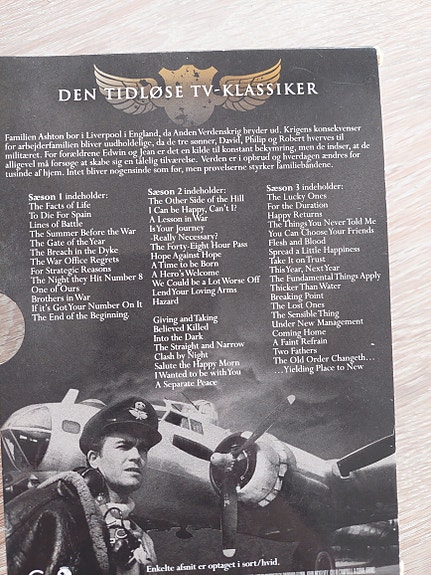 DEN TIDLØSE TV-KLASSIKER
Familien Ashton bor i Liverpool i England, da Anden Verdenskrig bryder ud. Krigens konsekvenser
for arbejderfamilien bliver uudholdelige, da de tre sønner, David, Philip og Robert hverves til
militæret. For forældrene Edwin og Jean er det en kilde til konstant bekymring, men de indser, at de
alligevel må forsøge at skabe sig en tålelig tilværelse. Verden er i opbrud og hverdagen ændres for
tusinde af hjem. Intet bliver nogensinde som før, men prøvelserne styrker familiebåndene.
Sæson 1 indeholder:
The Facts of Life
To Die For Spain
Lines of Battle
The Summer Before the War
The Gate of the Year
The Breach in the Dyke
The War Office Regrets
For Strategic Reasons
The Night they Hit Number 8
One of Ours
Brothers in War
If it's Got Your Number On It
The End of the Beginning.
Sæson 2 indeholder:
The Other Side of the Hill
I Can be Happy, Can't I?
A Lesson in War
Is Your Journey
-Really Necessary?
The Forty-Eight Hour Pass
Hope Against Hope
A Time to be Born
A Hero's Welcome
We Could be a Lot Worse Off
Lend Your Loving Arms
Hazard
Giving and Taking
Believed Killed
Into the Dark
The Straight and Narrow
Clash by Night
Salute the Happy Morn
I Wanted to be with You
A Separate Peace
Sæson 3 indeholder:
The Lucky Ones
For the Duration
Happy Returns
The Things You Never Told Me
You Can Choose Your Friends
Flesh and Blood
Spread a Little Happiness
Take It on Trust
This Year, Next Year
The Fundamental Things Apply
Thicker Than Water
Breaking Point
The Lost Ones
The Sensible Thing
Under New Management
Coming Home
A Faint Refrain
Two Fathers
The Old Order Changeth...
...Yielding Place to New
Enkelte afsnit er optaget i sort/hvid.